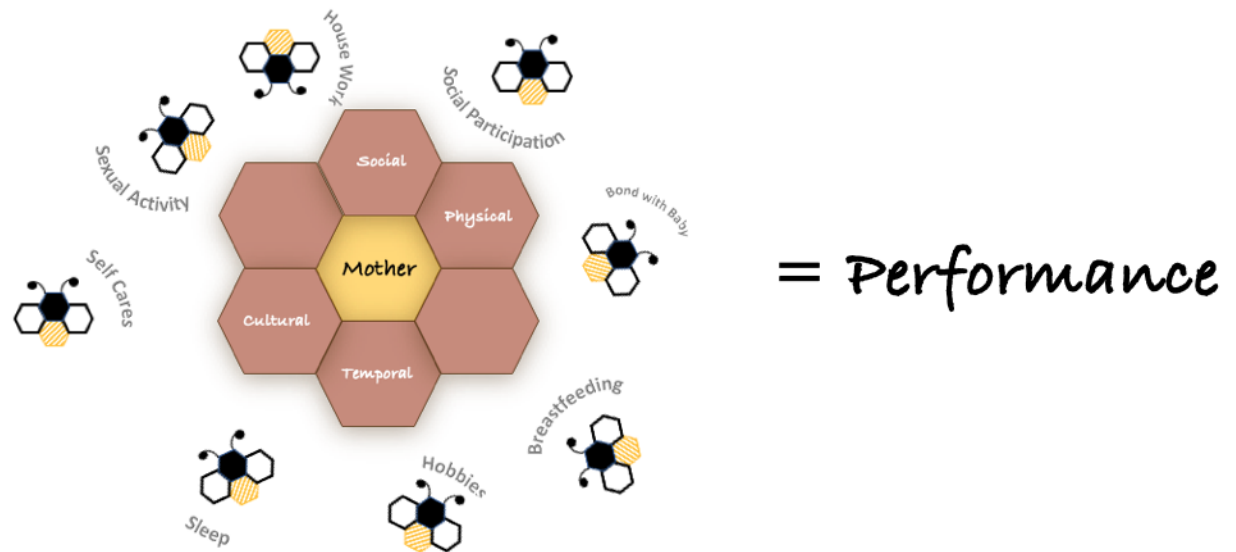 House Work
Social Participation
Sexual Activity
Social
Physical
Bond with Baby
Mother
= Performance
Self Cares
Cultural
Temporal
Breastfeeding
Hobbies
Sleep